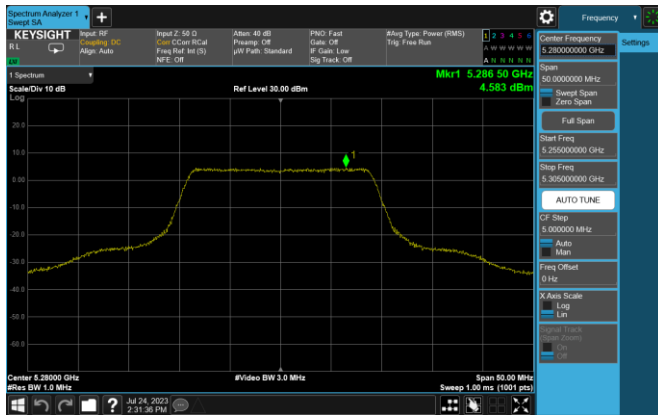 Spectrum Analyzer 1
Swept SA
Frequency
KEYSIGHT
R L
Input: RF
Coupling: DC
Align: Auto
Input Z: 50 Ω
Corr CCorr RCal
Freq Ref: Int (S)
NFE: Off
Atten: 40 dB
Preamp: Off
µW Path: Standard
PNO: Fast
Gate: Off
IF Gain: Low
Sig Track: Off
#Avg Type: Power (RMS)
Trig: Free Run
1 2 3 4 5 6
A W W W W W
A N N N N N
1 Spectrum
Scale/Div 10 dB
Log
Ref Level 30.00 dBm
Mkr1 5.286 50 GHz
4.583 dBm
1
20.0
10.0
0.00
-10.0
-20.0
-30.0
-40.0
-50.0
-60.0
Center 5.28000 GHz
#Res BW 1.0 MHz
#Video BW 3.0 MHz
Span 50.00 MHz
Sweep 1.00 ms (1001 pts)
Jul 24, 2023
2:31:36 PM
Center Frequency
5.280000000 GHz
Settings
Span
50.0000000 MHz
Swept Span
Zero Span
Full Span
Start Freq
5.255000000 GHz
Stop Freq
5.305000000 GHz
AUTO TUNE
CF Step
5.000000 MHz
Auto
Man
Freq Offset
0 Hz
X Axis Scale
Log
Lin
Signal Track
(Span Zoom)
On
Off